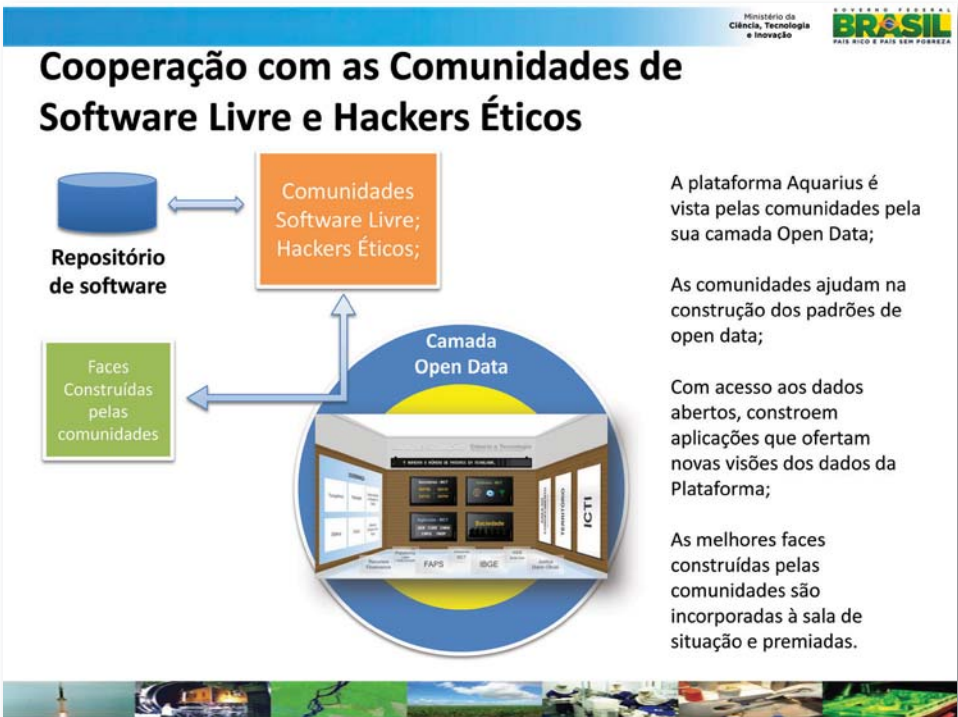 Ministério da
Ciência, Tecnologia
e Inovação
GOVERNO FEDERAL
BRASIL
PAÍS RICO É PAÍS SEM POBREZA
Cooperação com as Comunidades de
Software Livre e Hackers Éticos
Comunidades
Software Livre;
Hackers Éticos;
Repositório
de software
Faces
Construídas
pelas
comunidades
Camada
Open Data
TERRITÓRIO
ICTI
Sociedade
FAPS
IBGE
A plataforma Aquarius é
vista pelas comunidades pela
sua camada Open Data;
As comunidades ajudam na
construção dos padrões de
open data;
Com acesso aos dados
abertos, constroem
aplicações que ofertam
novas visões dos dados da
Plataforma;
As melhores faces
construídas pelas
comunidades são
incorporadas à sala de
situação e premiadas.